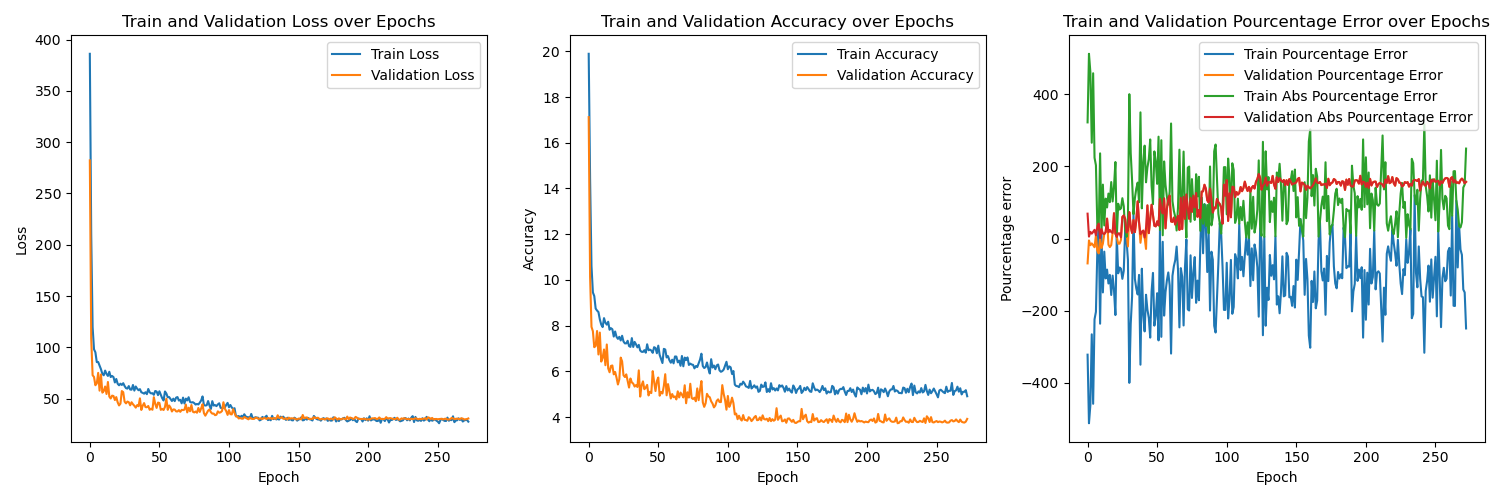 Train and Validation Loss over Epochs
400
350
300
250
200
150
100
50
0
50
100
150
200
250
Loss
Epoch
Train Loss
Validation Loss
Train and Validation Accuracy over Epochs
20
18
16
14
12
10
8
6
4
0
50
100
150
200
250
Accuracy
Epoch
Train Accuracy
Validation Accuracy
Train and Validation Pourcentage Error over Epochs
400
200
0
−200
−400
0
50
100
150
200
250
Pourcentage error
Epoch
Train Pourcentage Error
Validation Pourcentage Error
Train Abs Pourcentage Error
Validation Abs Pourcentage Error